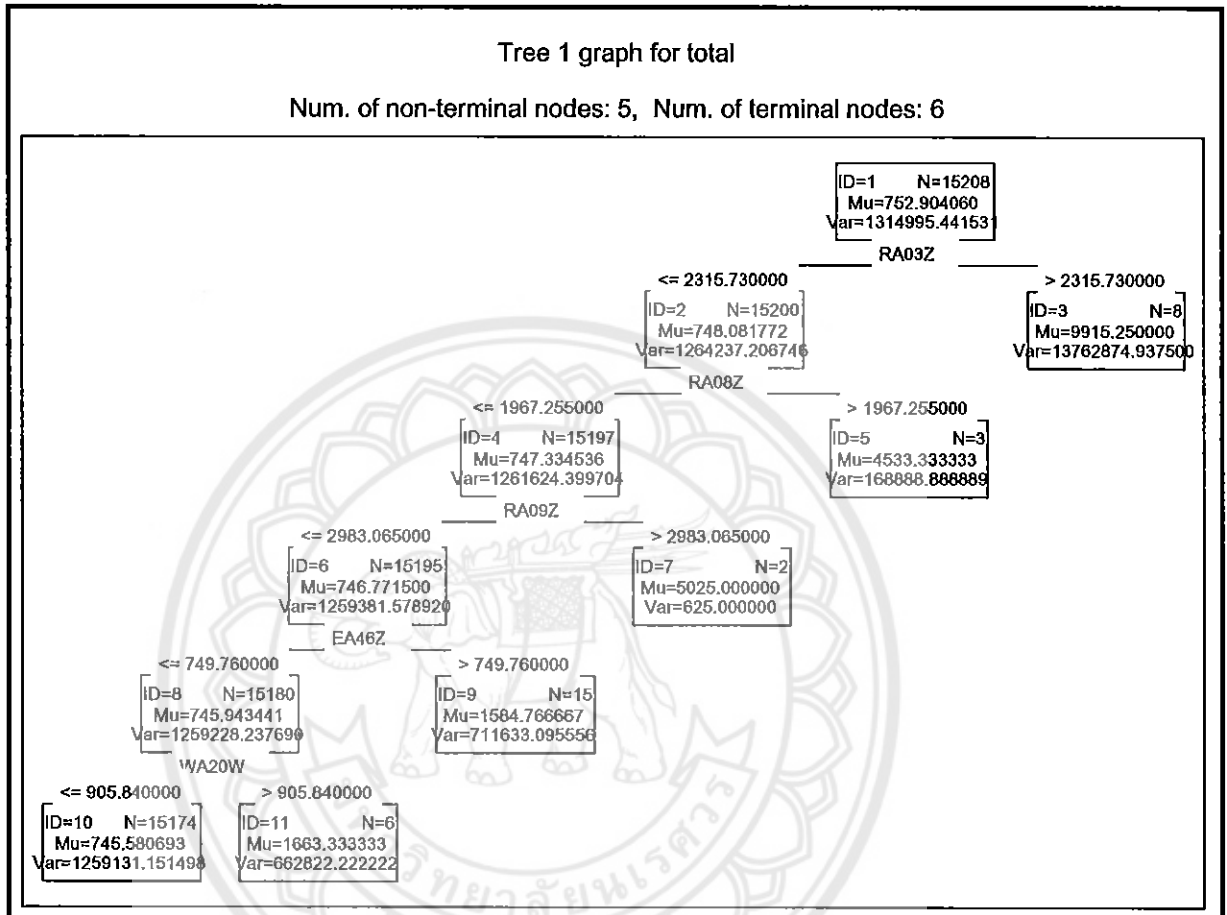 Tree 1 graph for total
Num. of non-terminal nodes: 5, Num. of terminal nodes: 6
ID=1 N=15208
Mu=752.904060
Var=1314995.441531
RA03Z
<= 2315.730000 > 2315.730000
ID=2 N=15200 ID=3 N=8
Mu=748.081772 Mu=9915.250000
Var=1264237.206746 Var=13762874.937500
RA08Z
<= 1967.255000 > 1967.255000
ID=4 N=15197 ID=5 N=3
Mu=747.334536 Mu=4533.333333
Var=1261624.399704 Var=168888.888889
RA09Z
<= 2983.065000 > 2983.065000
ID=6 N=15195 ID=7 N=2
Mu=746.771500 Mu=5025.000000
Var=1259381.578920 Var=625.000000
EA46Z
<= 749.760000 > 749.760000
ID=8 N=15180 ID=9 N=15
Mu=745.943441 Mu=1584.766667
Var=1259228.237690 Var=711633.095556
WA20W
<= 905.840000 > 905.840000
ID=10 N=15174 ID=11 N=6
Mu=745.580693 Mu=1663.333333
Var=1259131.151498 Var=662822.222222